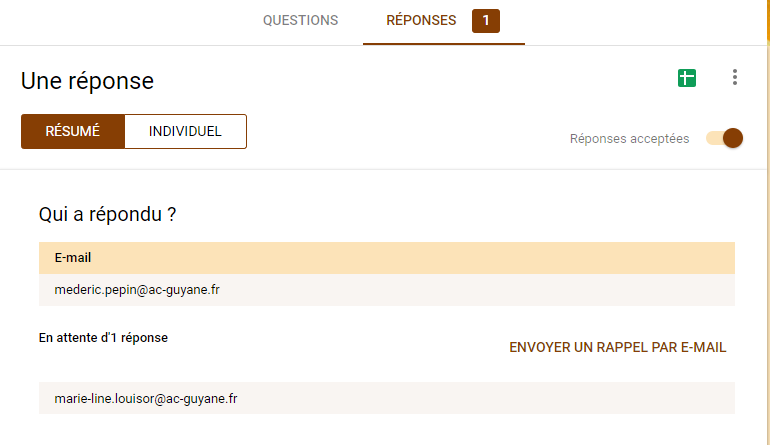 QUESTIONS RÉPONSES 1
Une réponse
RÉSUMÉ INDIVIDUEL
Réponses acceptées
Qui a répondu ?
E-mail
mederic.pepin@ac-guyane.fr
En attente d'1 réponse
ENVOYER UN RAPPEL PAR E-MAIL
marie-line.louisor@ac-guyane.fr